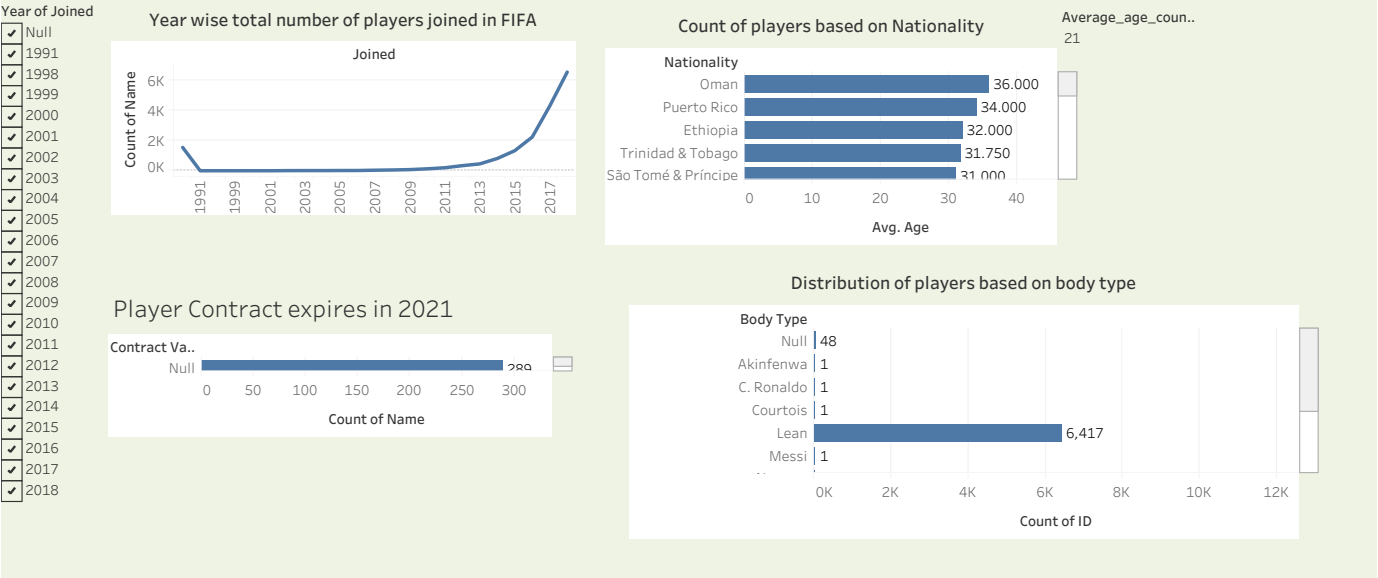 Year of Joined
Null
1991
1998
1999
2000
2001
2002
2003
2004
2005
2006
2007
2008
2009
2010
2011
2012
2013
2014
2015
2016
2017
2018
Year wise total number of players joined in FIFA
Joined
Count of Name
6K
4K
2K
0K
1991
1999
2001
2003
2005
2007
2009
2011
2013
2015
2017
Count of players based on Nationality
Nationality
Oman 36.000
Puerto Rico 34.000
Ethiopia 32.000
Trinidad & Tobago 31.750
São Tomé & Príncipe 31.000
0 10 20 30 40
Avg. Age
Average_age_coun..
21
Player Contract expires in 2021
Contract Va..
Null 289
0 50 100 150 200 250 300
Count of Name
Distribution of players based on body type
Body Type
Null 48
Akinfenwa 1
C. Ronaldo 1
Courtois 1
Lean 6,417
Messi 1
0K 2K 4K 6K 8K 10K 12K
Count of ID